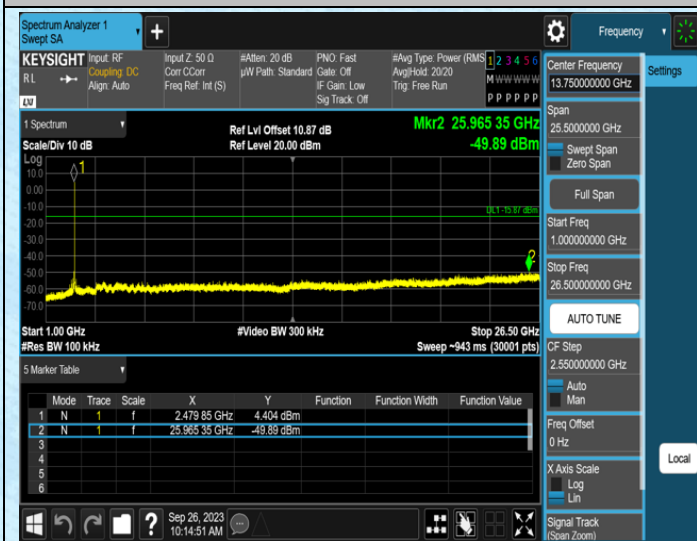 Spectrum Analyzer 1
Swept SA
Frequency
KEYSIGHT
RL
LXI
Input: RF
Coupling: DC
Align: Auto
Input Z: 50 Ω
Corr CCorr
Freq Ref: Int (S)
#Atten: 20 dB
µW Path: Standard
PNO: Fast
Gate: Off
IF Gain: Low
Sig Track: Off
#Avg Type: Power (RMS
Avg|Hold: 20/20
Trig: Free Run
1 2 3 4 5 6
M W W W W W
P P P P P P
1 Spectrum
Scale/Div 10 dB
Ref Lvl Offset 10.87 dB
Ref Level 20.00 dBm
Mkr2 25.965 35 GHz
-49.89 dBm
Log
10.0
0.00
-10.0
-20.0
-30.0
-40.0
-50.0
-60.0
-70.0
1
2
DL1 -15.87 dBm
Start 1.00 GHz
#Res BW 100 kHz
#Video BW 300 kHz
Stop 26.50 GHz
Sweep ~943 ms (30001 pts)
5 Marker Table
Mode Trace Scale X Y Function Function Width Function Value
1 N 1 f 2.479 85 GHz 4.404 dBm
2 N 1 f 25.965 35 GHz -49.89 dBm
3
4
5
6
Sep 26, 2023
10:14:51 AM
Center Frequency
13.75000000 GHz
Span
25.5000000 GHz
Swept Span
Zero Span
Full Span
Start Freq
1.000000000 GHz
Stop Freq
26.500000000 GHz
AUTO TUNE
CF Step
2.550000000 GHz
Auto
Man
Freq Offset
0 Hz
X Axis Scale
Log
Lin
Signal Track
(Span Zoom)
Settings
Local